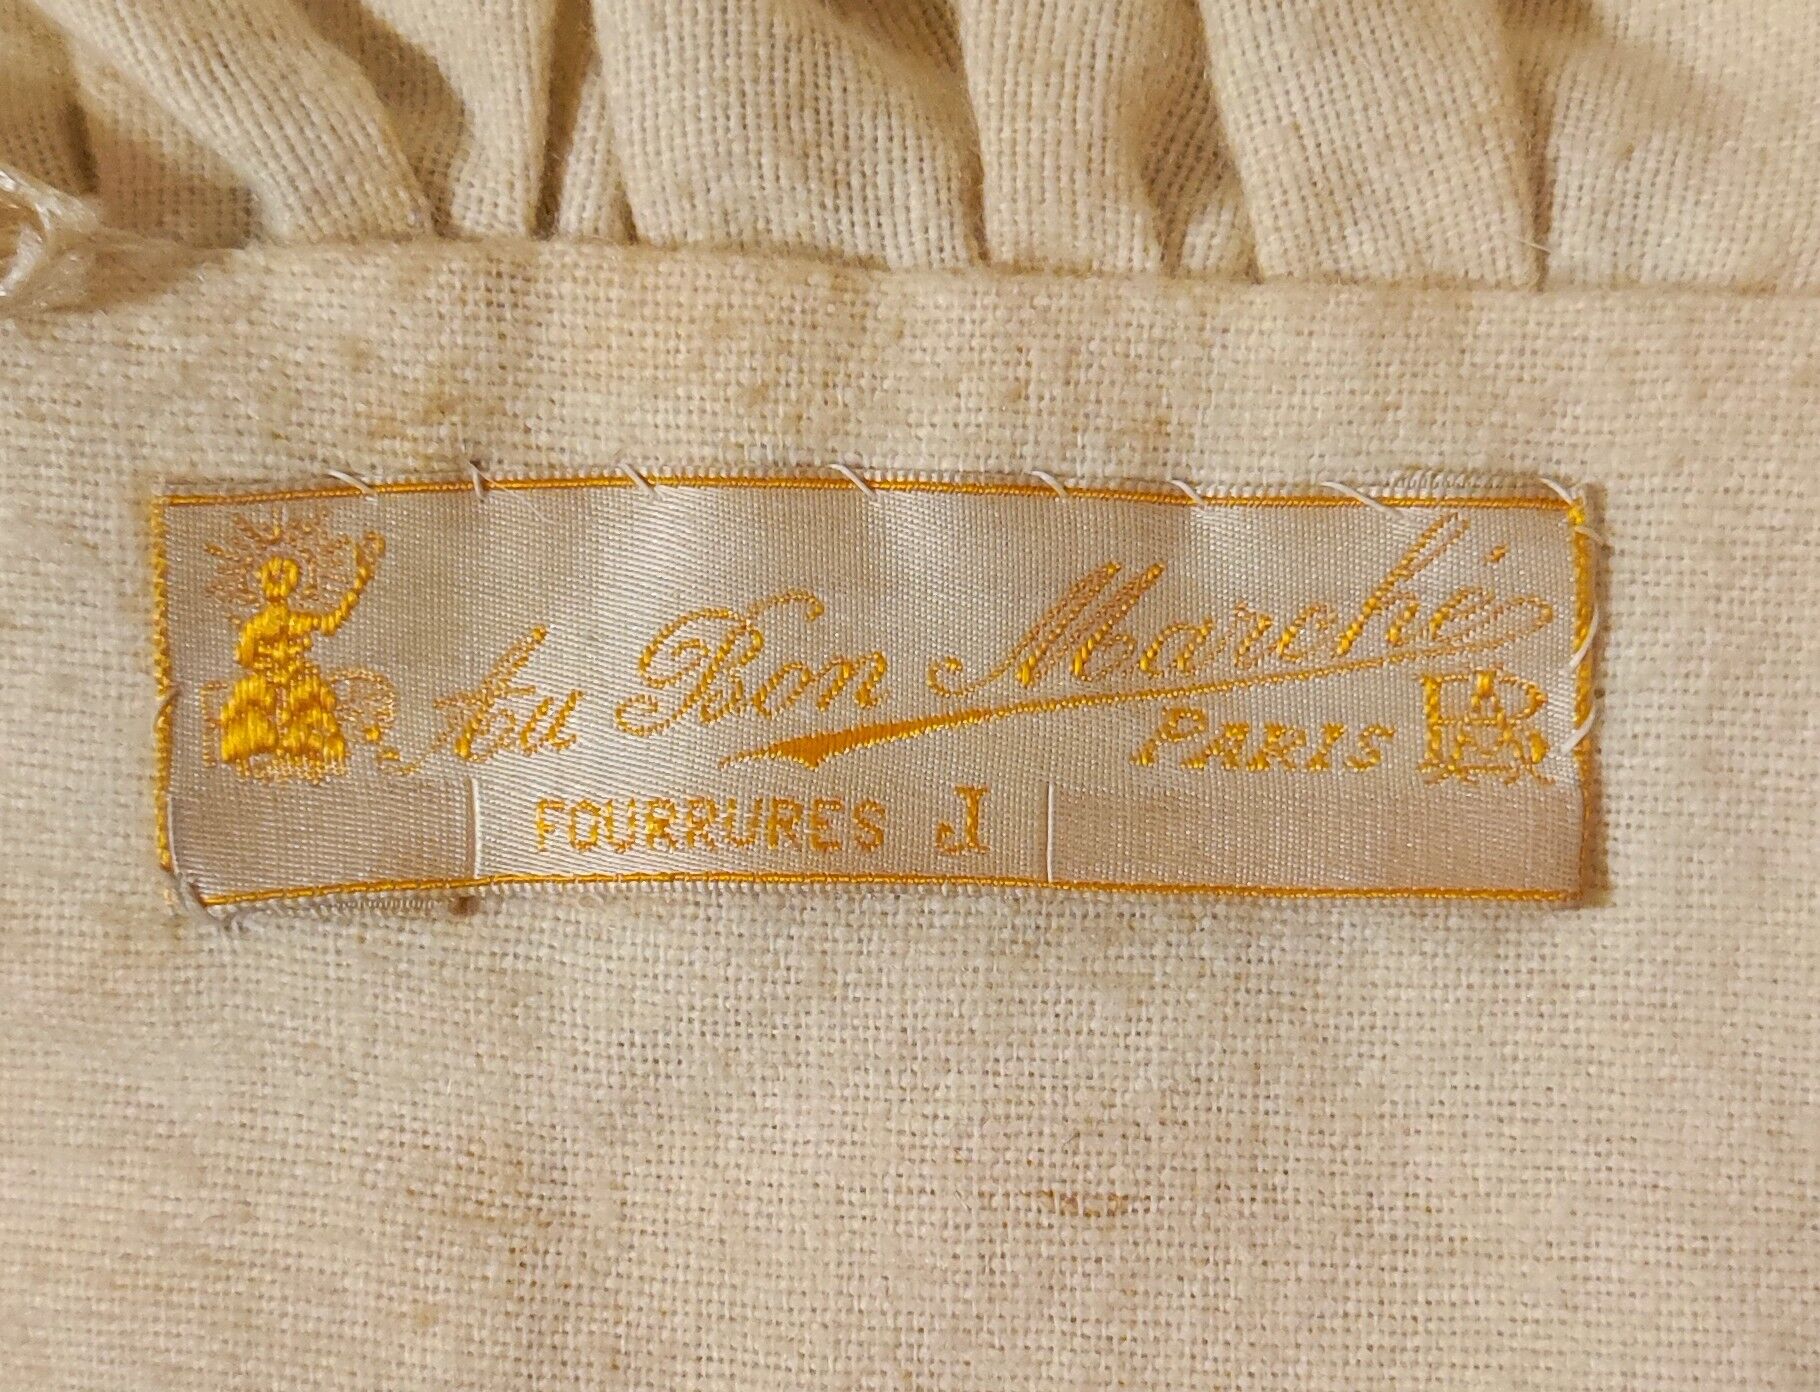 Au Bon Marché
PARIS
FOURRURES J